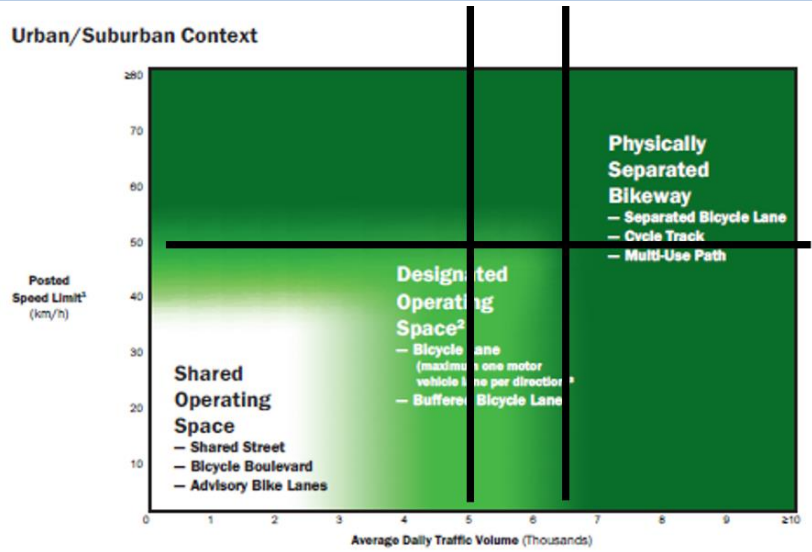 Urban/Suburban Context
≥80
70
60
50
40
30
20
10
Posted
Speed Limit¹
(km/h)
Physically
Separated
Bikeway
— Separated Bicycle Lane
— Cycle Track
— Multi-Use Path
Designated
Operating
Space²
— Bicycle Lane
(maximum one motor
vehicle lane per direction)³
— Buffered Bicycle Lane
Shared
Operating
Space
— Shared Street
— Bicycle Boulevard
— Advisory Bike Lanes
0 1 2 3 4 5 6 7 8 9 ≥10
Average Daily Traffic Volume (Thousands)